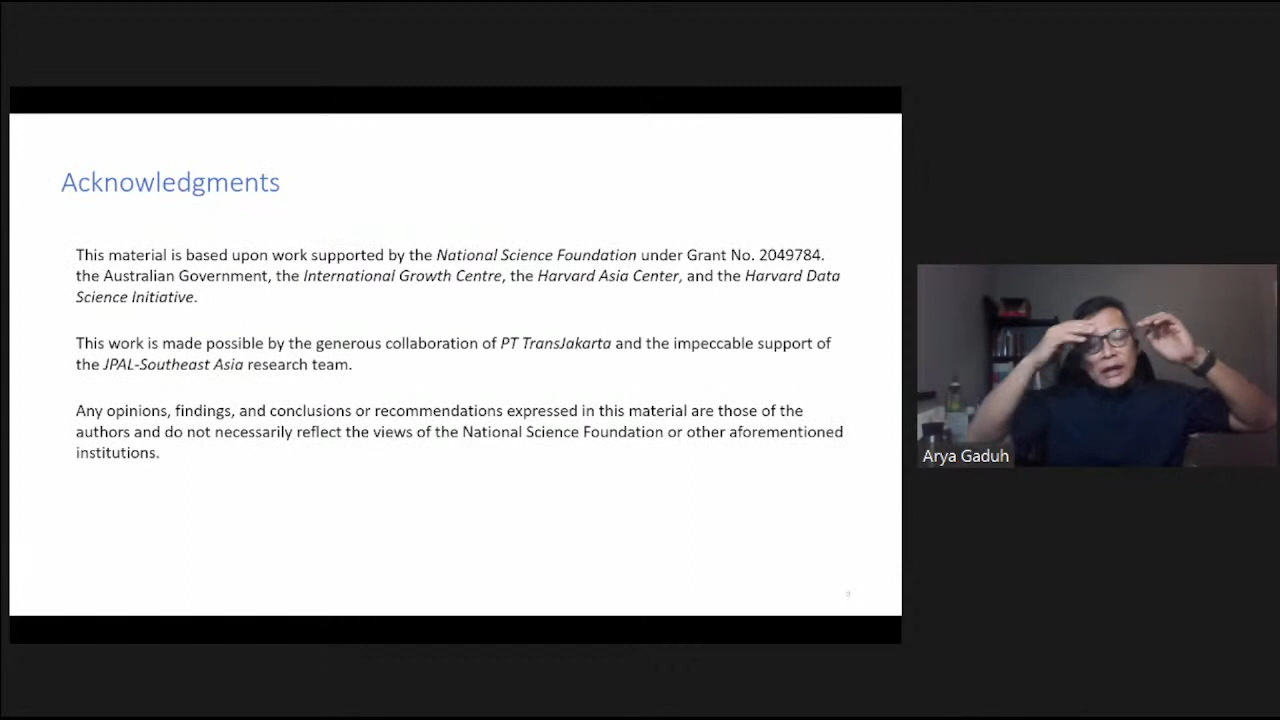 Acknowledgments
This material is based upon work supported by the National Science Foundation under Grant No. 2049784.
the Australian Government, the International Growth Centre, the Harvard Asia Center, and the Harvard Data
Science Initiative.
This work is made possible by the generous collaboration of PT TransJakarta and the impeccable support of
the JPAL-Southeast Asia research team.
Any opinions, findings, and conclusions or recommendations expressed in this material are those of the
authors and do not necessarily reflect the views of the National Science Foundation or other aforementioned
institutions.
Arya Gaduh